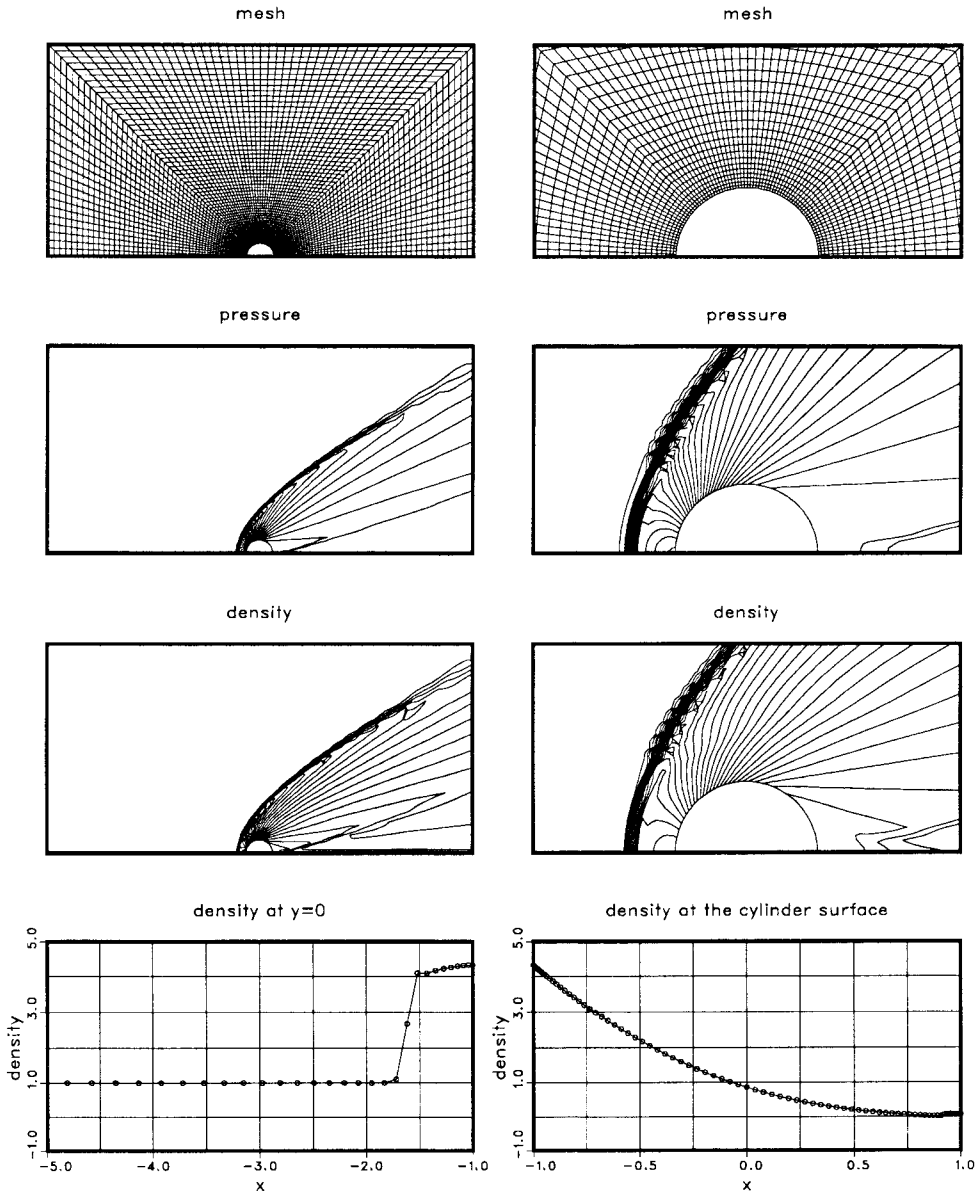 mesh
mesh
pressure
pressure
density
density
density at y=0
density at the cylinder surface
density
5.0
3.0
1.0
-1.0
-5.0 -4.0 -3.0 -2.0 -1.0
x
density
5.0
3.0
1.0
-1.0
-1.0 -0.5 0.0 0.5 1.0
x